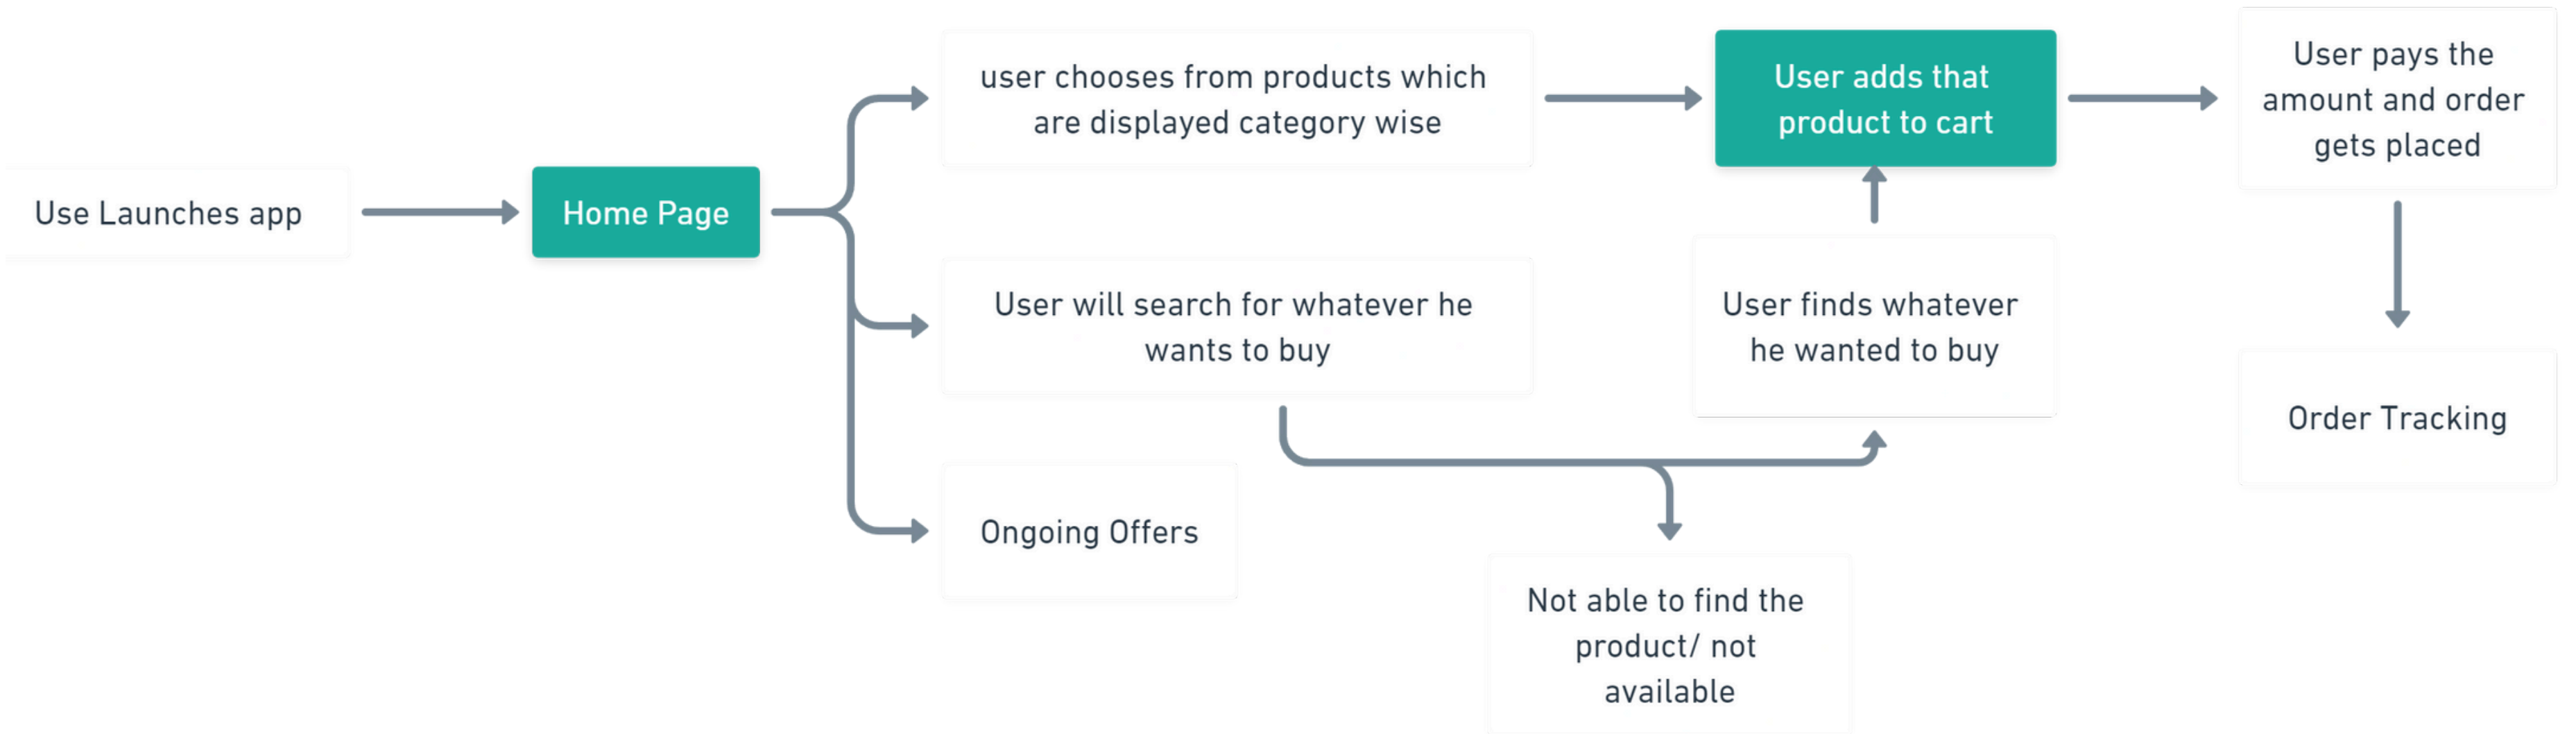 Use Launches app
Home Page
user chooses from products which
are displayed category wise
User will search for whatever he
wants to buy
Ongoing Offers
User adds that
product to cart
User finds whatever
he wanted to buy
Not able to find the
product/ not
available
User pays the
amount and order
gets placed
Order Tracking